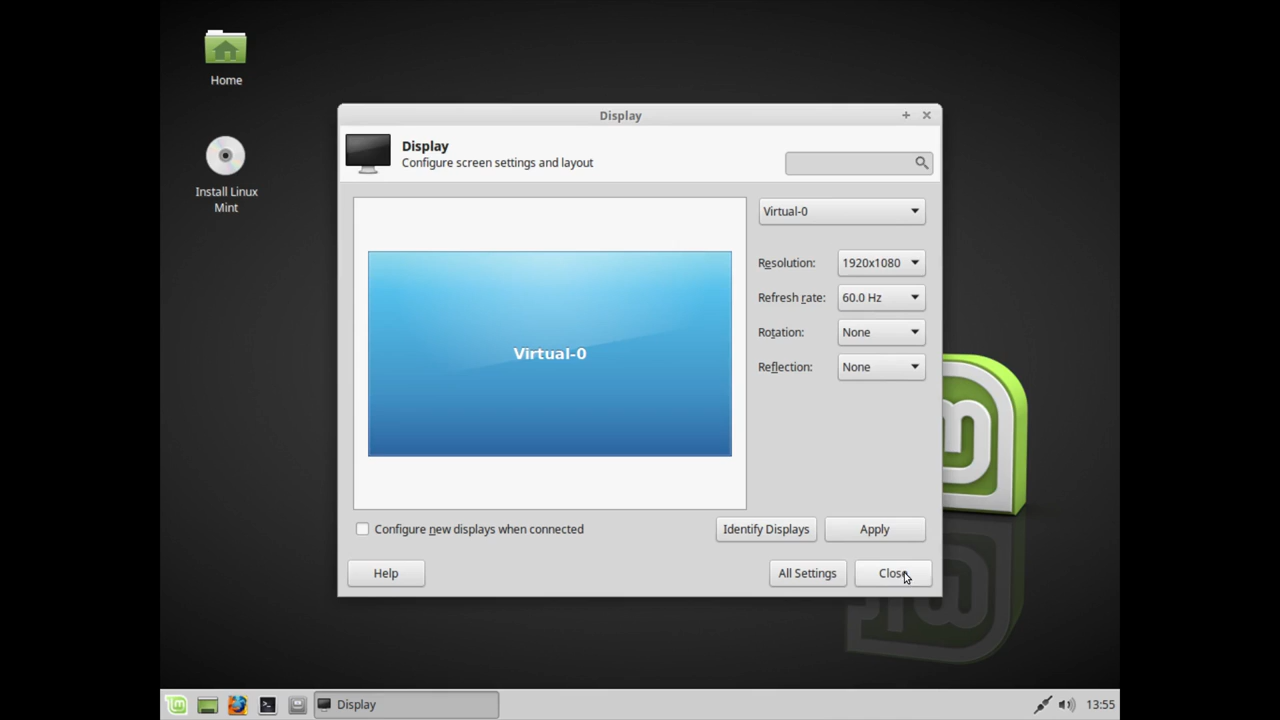 Home
Install Linux
Mint
Display
Display
Configure screen settings and layout
Virtual-0
Resolution: 1920x1080
Refresh rate: 60.0 Hz
Rotation: None
Reflection: None
Virtual-0
Configure new displays when connected
Identify Displays
Apply
Help
All Settings
Close
Display
13:55